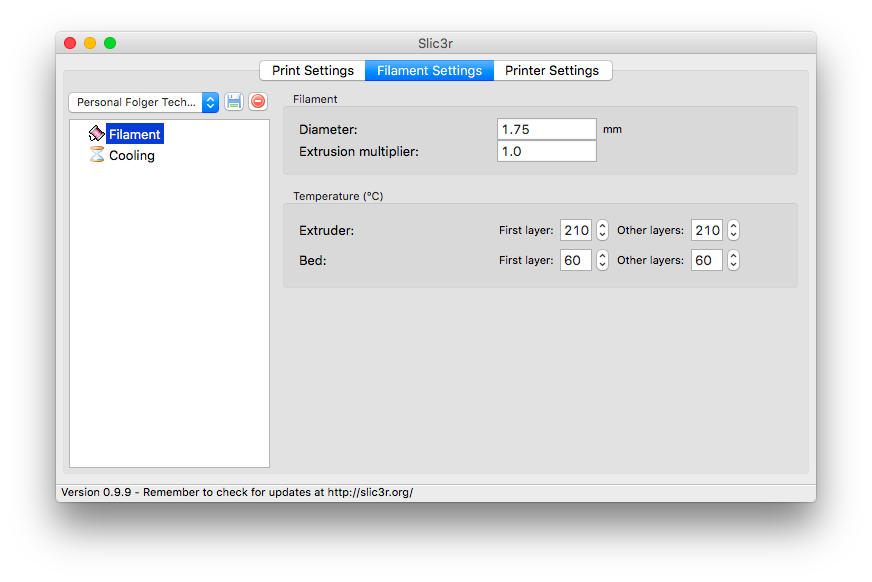 Slic3r
Print Settings Filament Settings Printer Settings
Personal Folger Tech...
Filament
Cooling
Filament
Diameter: 1.75 mm
Extrusion multiplier: 1.0
Temperature (°C)
Extruder: First layer: 210 Other layers: 210
Bed: First layer: 60 Other layers: 60
Version 0.9.9 - Remember to check for updates at http://slic3r.org/